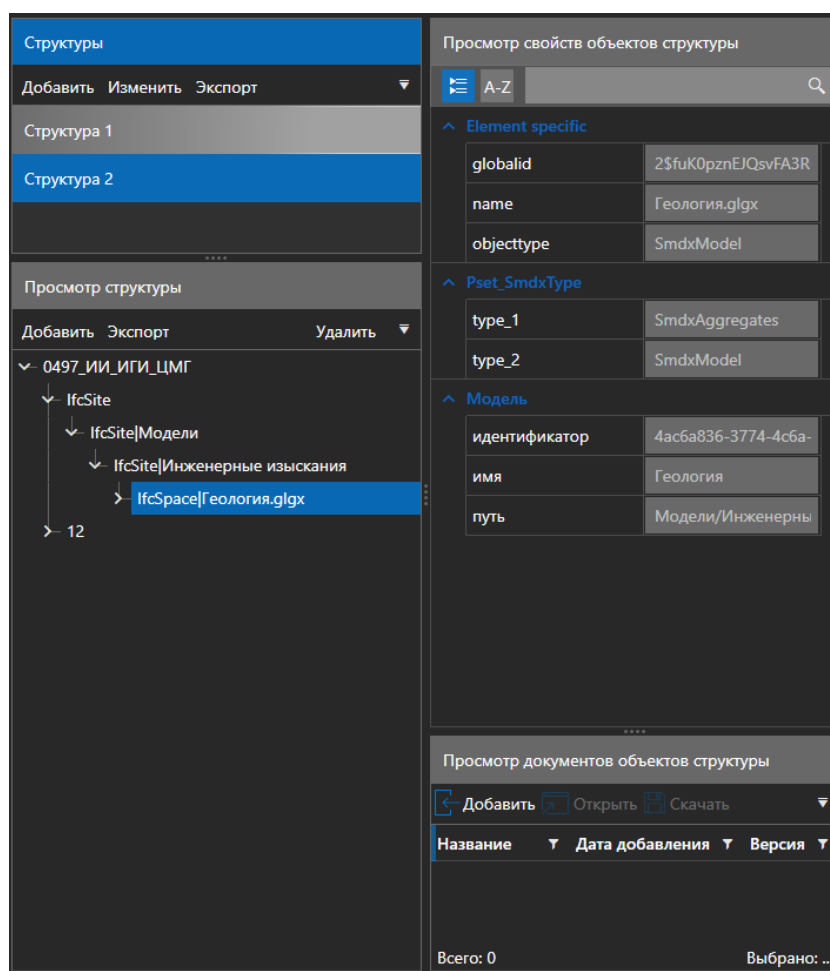 Структуры
Добавить Изменить Экспорт
Структура 1
Структура 2
Просмотр структуры
Добавить Экспорт Удалить
0497_ИИ_ИГИ_ЦМГ
IfcSite
IfcSite|Модели
IfcSite|Инженерные изыскания
IfcSpace|Геология.glgx
12
Просмотр свойств объектов структуры
A-Z
Element specific
globalid 2$fuK0pznEJQsvFA3R
name Геология.glgx
objecttype SmdxModel
Pset_SmdxType
type_1 SmdxAggregates
type_2 SmdxModel
Модель
идентификатор 4ac6a836-3774-4c6a-
имя Геология
путь Модели/Инженерны
Просмотр документов объектов структуры
Добавить Открыть Скачать
Название Дата добавления Версия
Всего: 0 Выбрано: ..